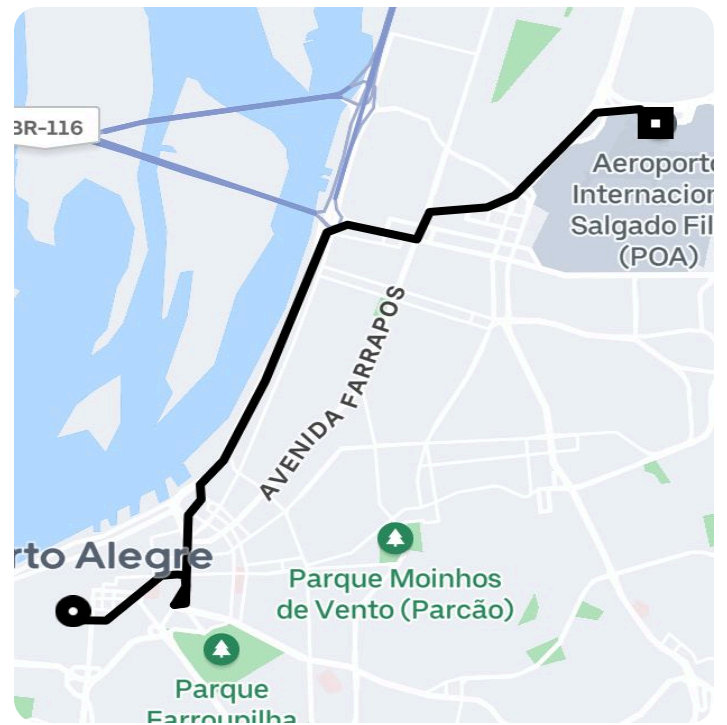 BR-116
Aeroporto
Internacion
Salgado Fil
(POA)
AVENIDA FARRAPOS
rto Alegre
Parque Moinhos
de Vento (Parcão)
Parque
Farroupilha